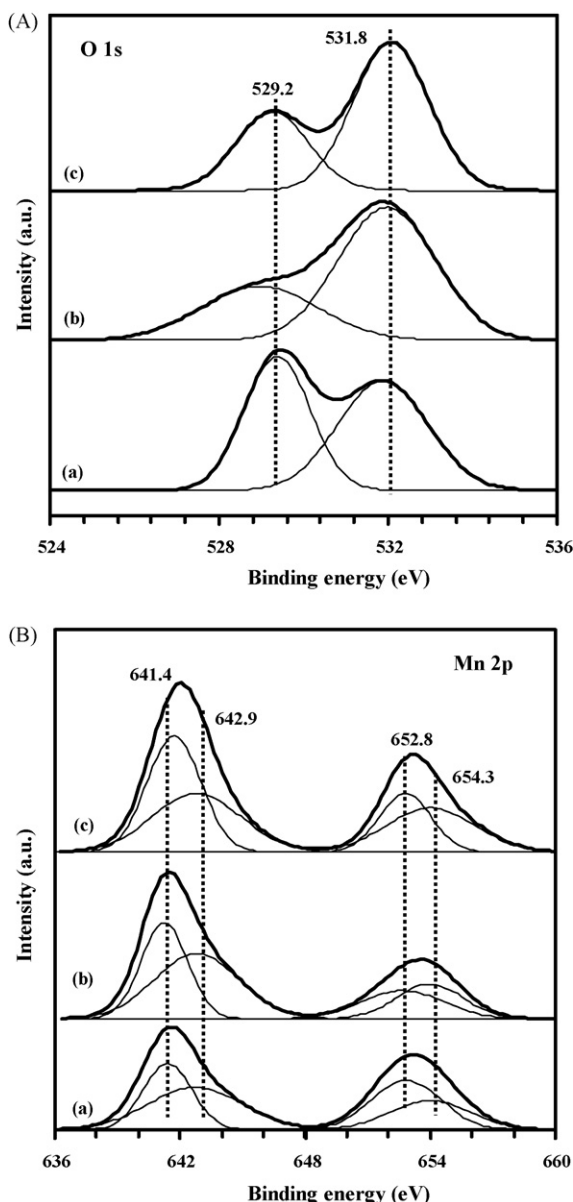 (A)
O 1s
531.8
529.2
(c)
(b)
(a)
Intensity (a.u.)
524 528 532 536
Binding energy (eV)
(B)
Mn 2p
641.4
642.9
652.8
654.3
(c)
(b)
(a)
Intensity (a.u.)
636 642 648 654 660
Binding energy (eV)